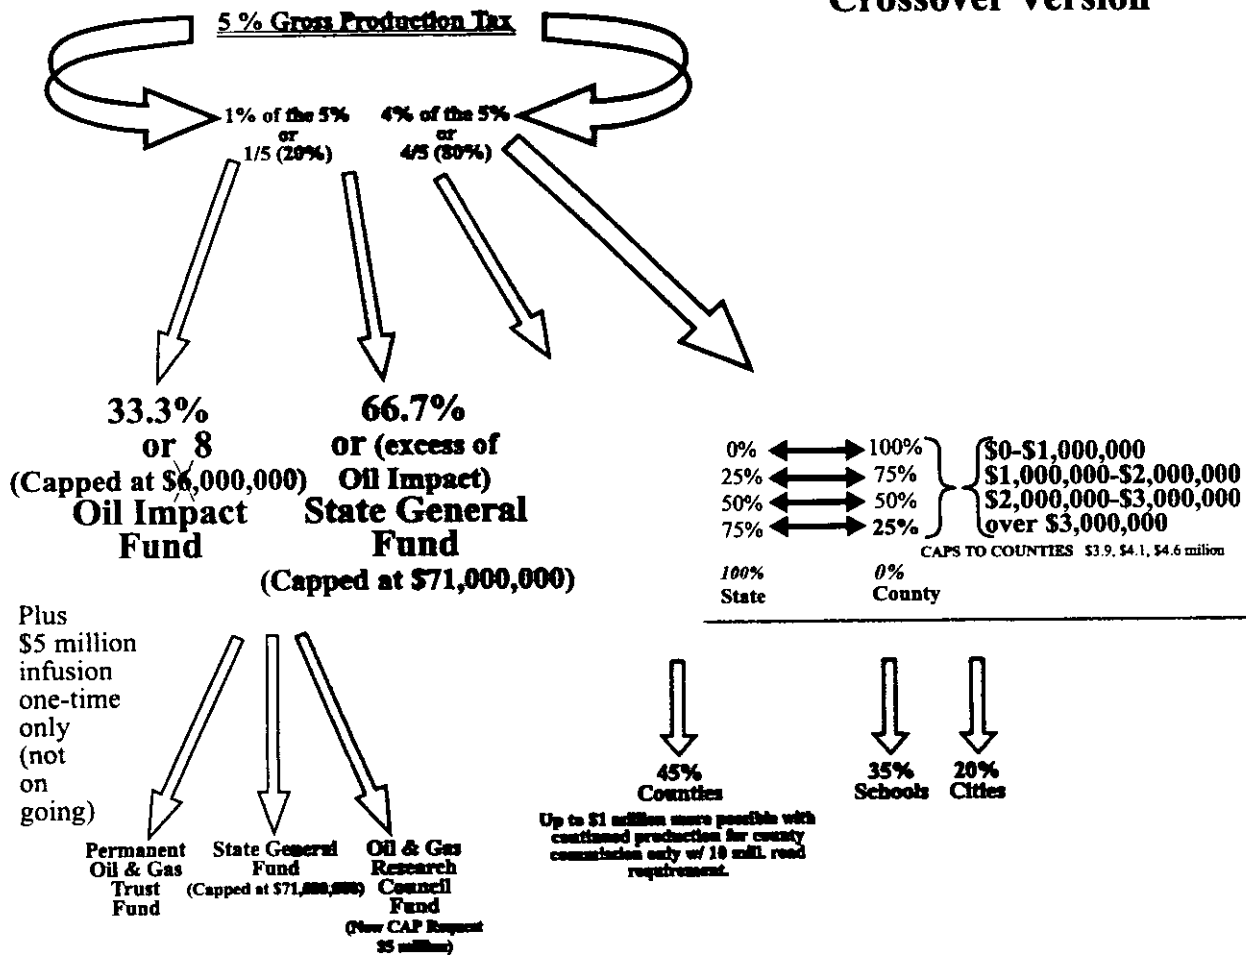 Crossover Version
5 % Gross Production Tax
1% of the 5%
or
1/5 (20%)
4% of the 5%
or
4/5 (80%)
33.3%
or 8
(Capped at $6,000,000)
Oil Impact
Fund
66.7%
or (excess of
Oil Impact)
State General
Fund
(Capped at $71,000,000)
0% 100% $0-$1,000,000
25% 75% $1,000,000-$2,000,000
50% 50% $2,000,000-$3,000,000
75% 25% over $3,000,000
CAPS TO COUNTIES $3.9, $4.1, $4.6 milion
100% 0%
State County
Plus
$5 million
infusion
one-time
only
(not
on
going)
Permanent
Oil & Gas
Trust
Fund
State General
Fund
(Capped at $71,000,000)
Oil & Gas
Research
Council
Fund
(New CAP Request
$5 million)
45%
Counties
Up to $1 million more possible with
continued production for county
commission only w/ 10 mill. road
requirement.
35%
Schools
20%
Cities